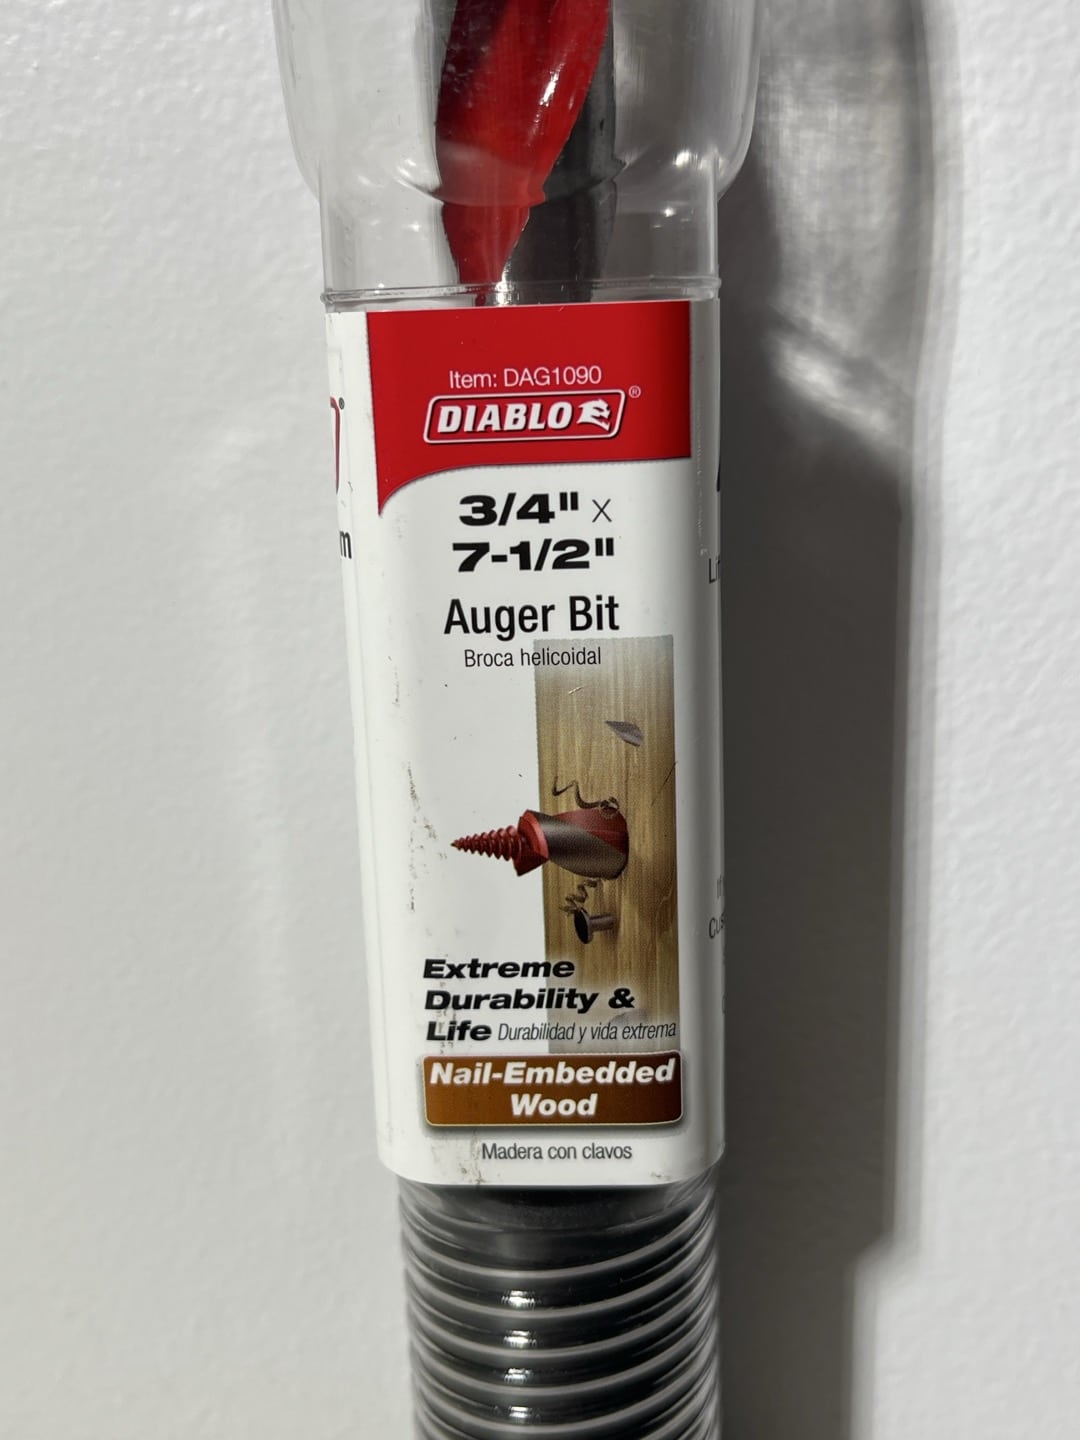 Item: DAG1090
DIABLO®
3/4" x
7-1/2"
Auger Bit
Broca helicoidal
Extreme
Durability &
Life Durabilidad y vida extrema
Nail-Embedded
Wood
Madera con clavos